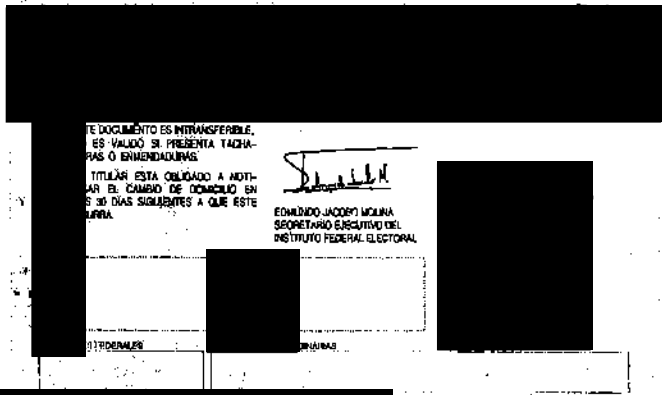 TE DOCUMENTO ES INTRANSFERIBLE,
ES VALIDO SI PRESENTA TACHA-
RAS O ENMENDADURAS.
TITULAR ESTA OBLIGADO A NOTI-
AR EL CAMBIO DE DOMICILIO EN
S 30 DIAS SIGUIENTES A QUE ESTE
URRA.
EDMUNDO JACOBO MOLINA
SECRETARIO EJECUTIVO DEL
INSTITUTO FEDERAL ELECTORAL
FEDERALES